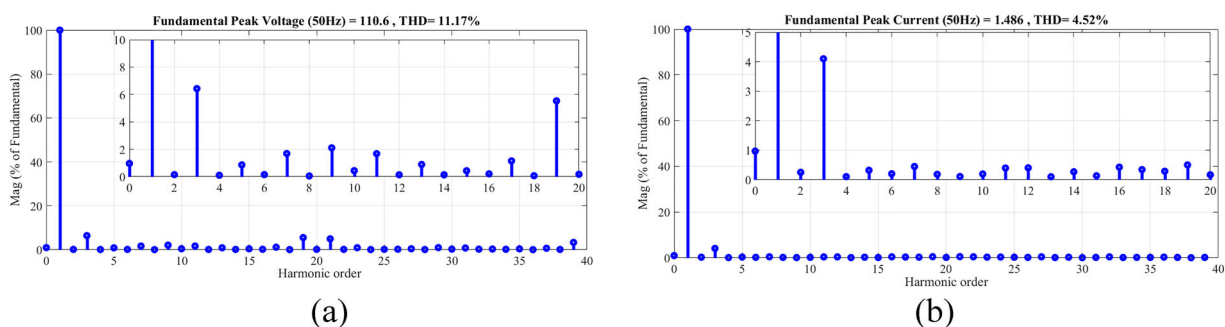 Fundamental Peak Voltage (50Hz) = 110.6 , THD= 11.17%
Mag (% of Fundamental)
100
80
60
40
20
0
10
8
6
4
2
0
0 2 4 6 8 10 12 14 16 18 20
0 5 10 15 20 25 30 35 40
Harmonic order
(a)
Fundamental Peak Current (50Hz) = 1.486 , THD= 4.52%
Mag (% of Fundamental)
100
80
60
40
20
0
5
4
3
2
1
0
0 2 4 6 8 10 12 14 16 18 20
0 5 10 15 20 25 30 35 40
Harmonic order
(b)